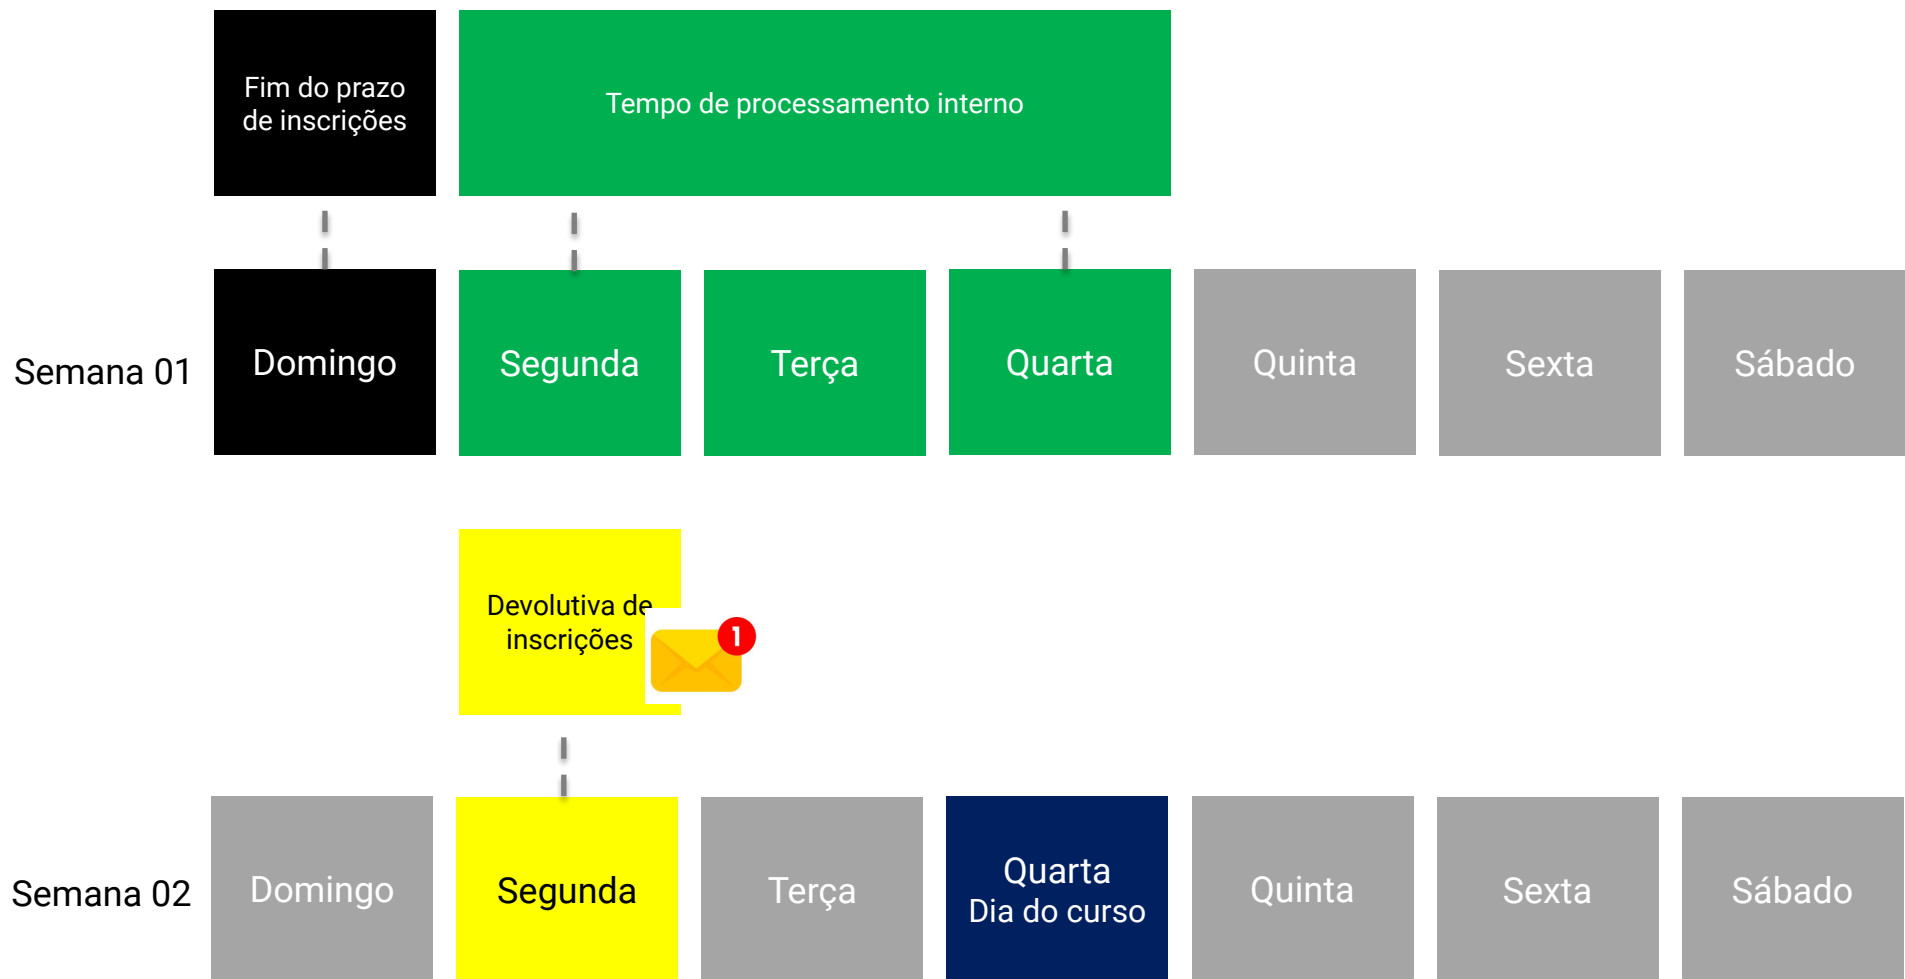 Fim do prazo
de inscrições
Tempo de processamento interno
Semana 01
Domingo
Segunda
Terça
Quarta
Quinta
Sexta
Sábado
Devolutiva de
inscrições
1
Semana 02
Domingo
Segunda
Terça
Quarta
Dia do curso
Quinta
Sexta
Sábado